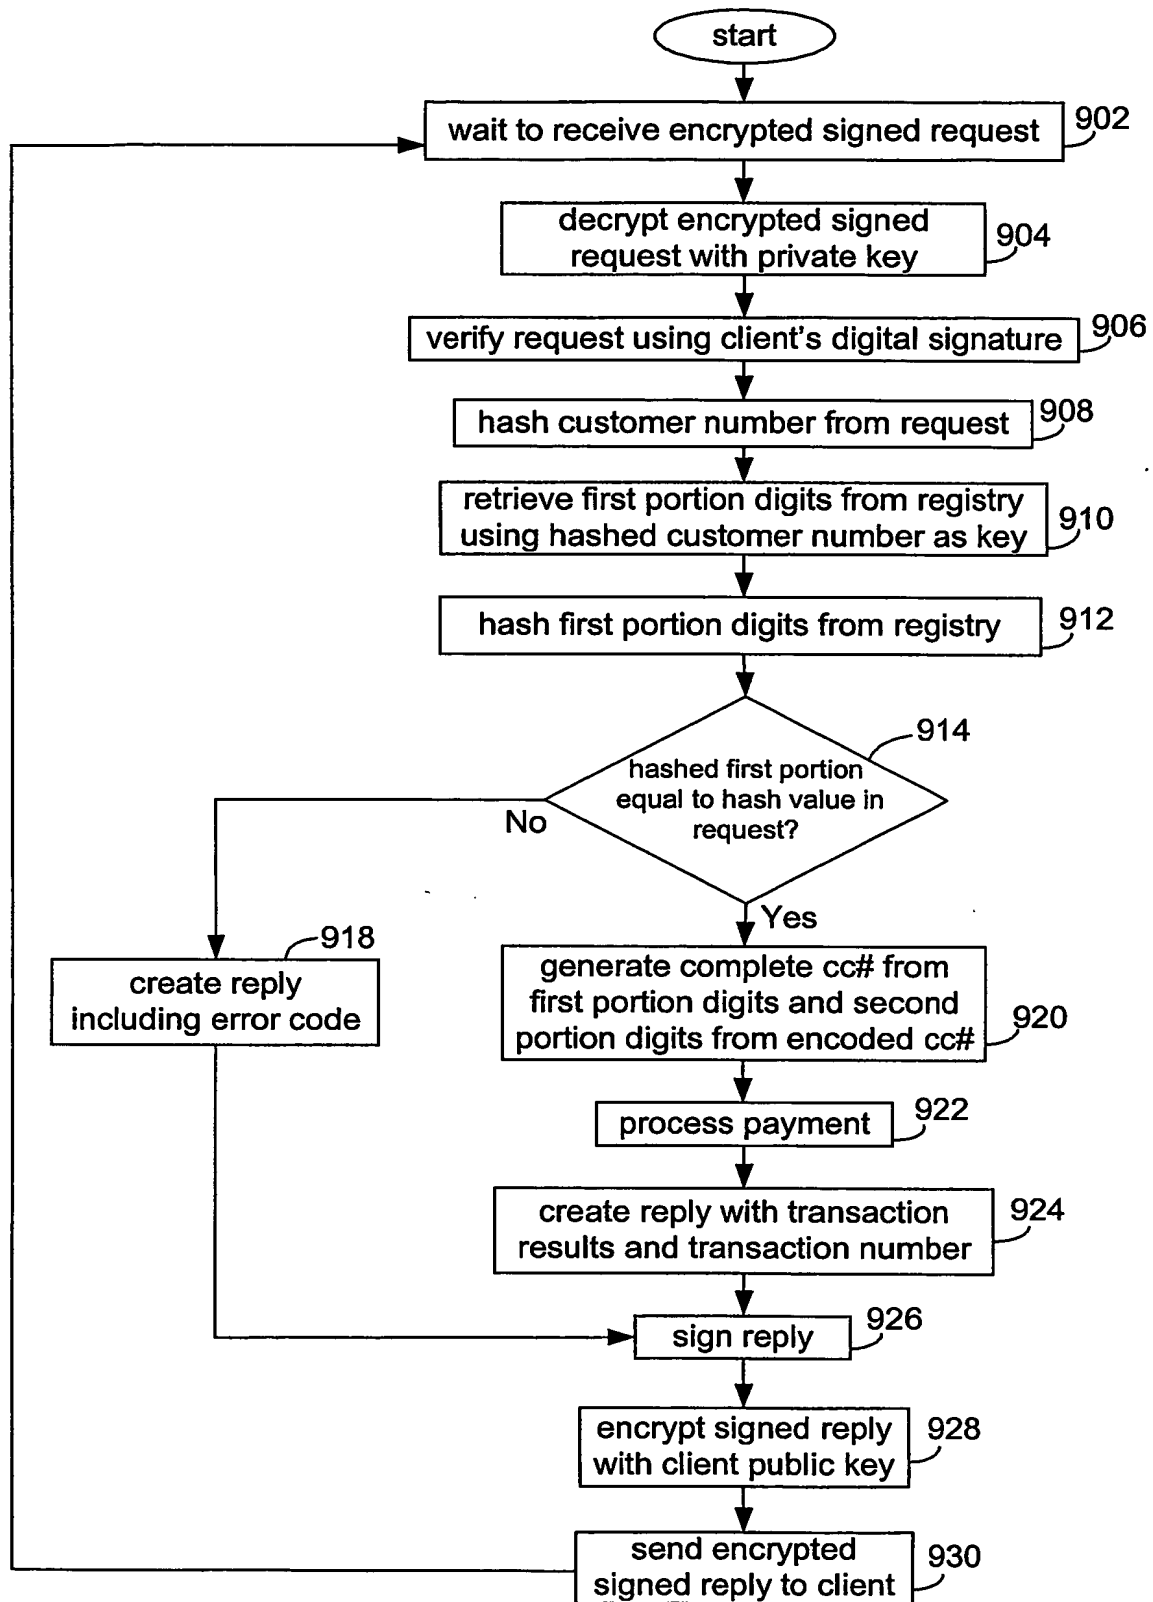 start
wait to receive encrypted signed request
902
decrypt encrypted signed
request with private key
904
verify request using client's digital signature
906
hash customer number from request
908
retrieve first portion digits from registry
using hashed customer number as key
910
hash first portion digits from registry
912
914
hashed first portion
equal to hash value in
request?
No
Yes
918
create reply
including error code
generate complete cc# from
first portion digits and second
portion digits from encoded cc#
920
process payment
922
create reply with transaction
results and transaction number
924
sign reply
926
encrypt signed reply
with client public key
928
send encrypted
signed reply to client
930